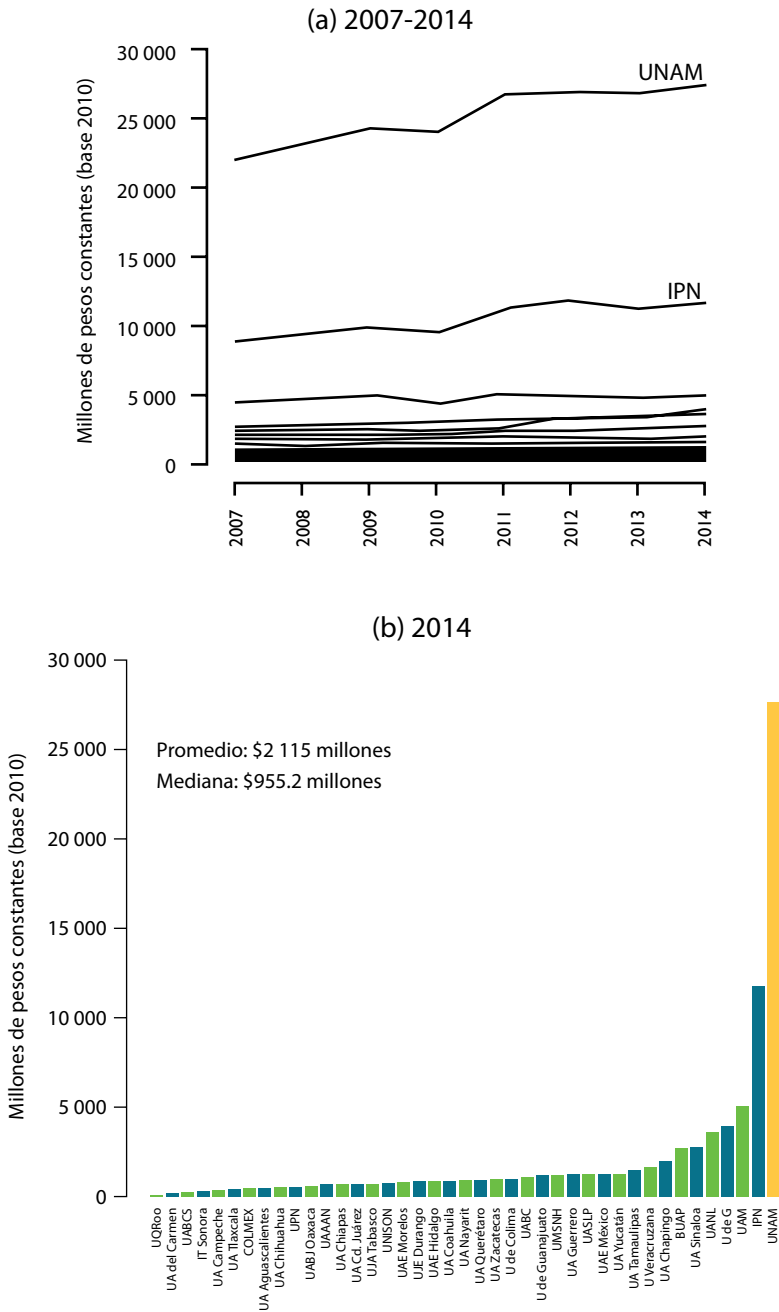 (a) 2007-2014
Millones de pesos constantes (base 2010)
30 000
25 000
20 000
15 000
10 000
5 000
0
UNAM
IPN
2007
2008
2009
2010
2011
2012
2013
2014
(b) 2014
Millones de pesos constantes (base 2010)
30 000
25 000
20 000
15 000
10 000
5 000
0
Promedio: $2 115 millones
Mediana: $955.2 millones
UQRoo
UA del Carmen
UABCS
IT Sonora
UA Campeche
UA Tlaxcala
COLMEX
UA Aguascalientes
UA Chihuahua
UPN
UABJ Oaxaca
UAAAN
UA Chiapas
UA Cd. Juárez
UJA Tabasco
UNISON
UAE Morelos
UJE Durango
UAE Hidalgo
UA Coahuila
UA Nayarit
UA Querétaro
UA Zacatecas
U de Colima
UABC
U de Guanajuato
UMSNH
UA Guerrero
UASLP
UAE México
UA Yucatán
UA Tamaulipas
U Veracruzana
UA Chapingo
BUAP
UA Sinaloa
UANL
U de G
UAM
IPN
UNAM